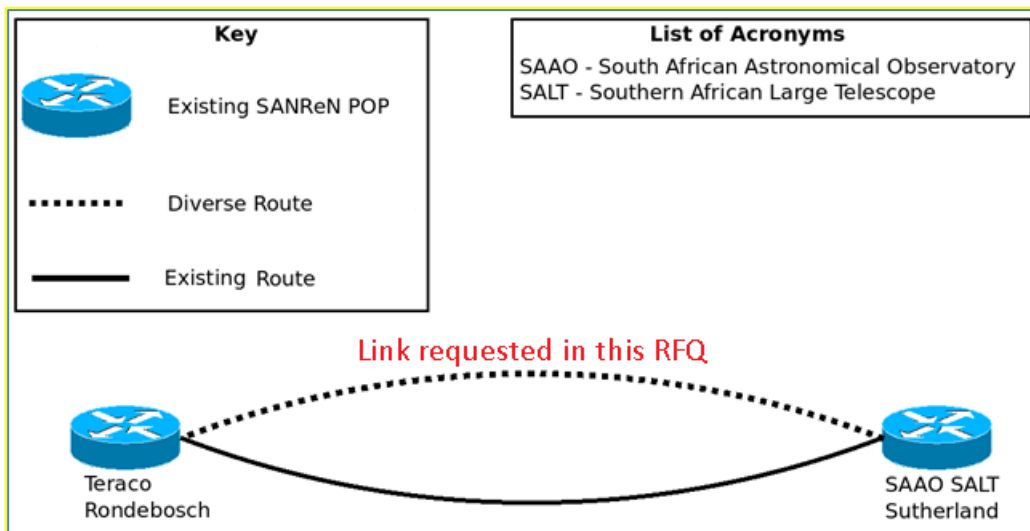 Key
Existing SANReN POP
Diverse Route
Existing Route
List of Acronyms
SAAO - South African Astronomical Observatory
SALT - Southern African Large Telescope
Link requested in this RFQ
Teraco
Rondebosch
SAAO SALT
Sutherland